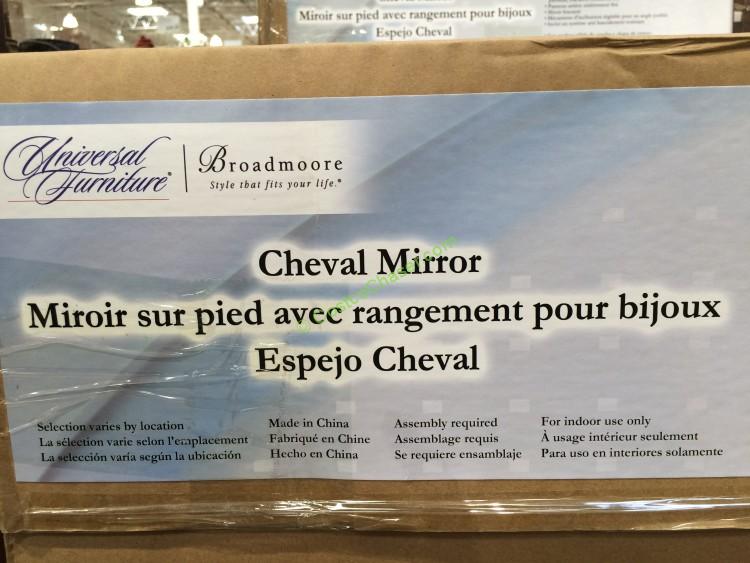 Miroir sur pied avec rangement pour bijoux
Espejo Cheval
Universal Furniture®
Broadmoore
Style that fits your life.®
Cheval Mirror
Miroir sur pied avec rangement pour bijoux
Espejo Cheval
Selection varies by location
La sélection varie selon l'emplacement
La selección varía según la ubicación
Made in China
Fabriqué en Chine
Hecho en China
Assembly required
Assemblage requis
Se requiere ensamblaje
For indoor use only
À usage intérieur seulement
Para uso en interiores solamente
© CostcoChaser.com